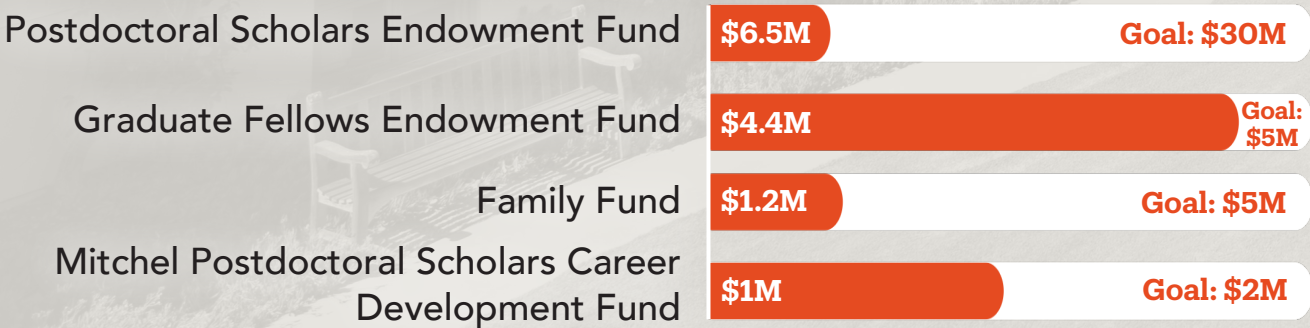 Postdoctoral Scholars Endowment Fund
$6.5M
Goal: $30M
Graduate Fellows Endowment Fund
$4.4M
Goal:
$5M
Family Fund
$1.2M
Goal: $5M
Mitchel Postdoctoral Scholars Career
Development Fund
$1M
Goal: $2M